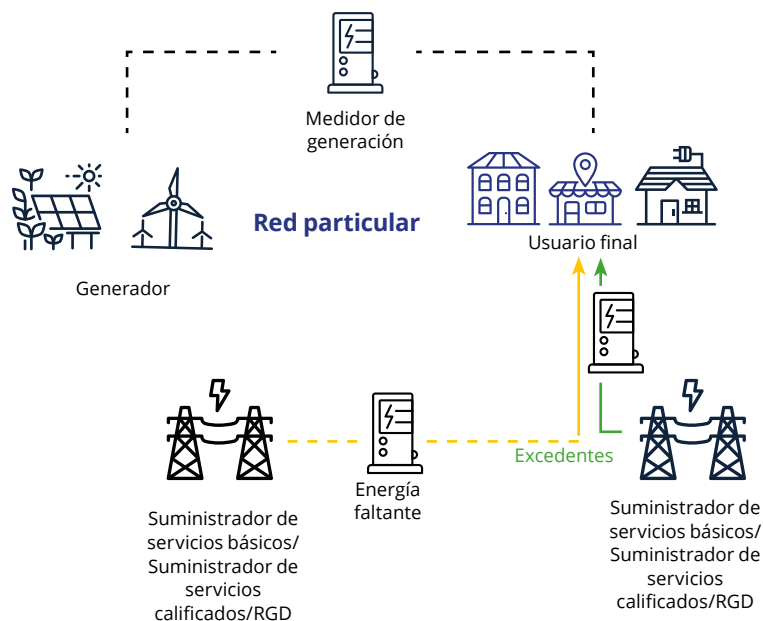 Medidor de
generación
Red particular
Usuario final
Generador
Excedentes
Energía
faltante
Suministrador de
servicios básicos/
Suministrador de
servicios
calificados/RGD
Suministrador de
servicios básicos/
Suministrador de
servicios
calificados/RGD